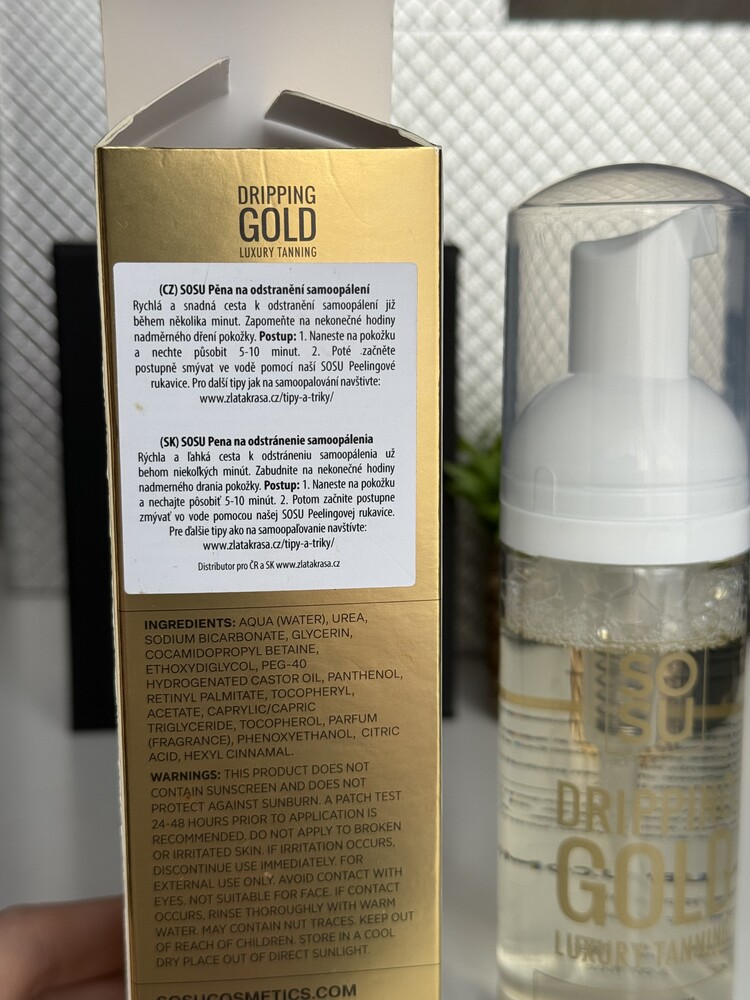 DRIPPING
GOLD
LUXURY TANNING
(CZ) SOSU Pěna na odstranění samoopálení
Rychlá a snadná cesta k odstranění samoopálení již
během několika minut. Zapomeňte na nekonečné hodiny
nadměrného dření pokožky. Postup: 1. Naneste na pokožku
a nechte působit 5-10 minut. 2. Poté začněte
postupně smývat ve vodě pomocí naší SOSU Peelingové
rukavice. Pro další tipy jak na samoopalování navštivte:
www.zlatakrasa.cz/tipy-a-triky/
(SK) SOSU Pena na odstránenie samoopálenia
Rýchla a ľahká cesta k odstráneniu samoopálenia už
behom niekoľkých minút. Zabudnite na nekonečné hodiny
nadmerného drania pokožky. Postup: 1. Naneste na pokožku
a nechajte pôsobiť 5-10 minút. 2. Potom začnite postupne
zmývať vo vode pomocou našej SOSU Peelingovej rukavice.
Pre ďalšie tipy ako na samoopaľovanie navštívte:
www.zlatakrasa.cz/tipy-a-triky/
Distributor pro ČR a SK www.zlatakrasa.cz
INGREDIENTS: AQUA (WATER), UREA,
SODIUM BICARBONATE, GLYCERIN,
COCAMIDOPROPYL BETAINE,
ETHOXYDIGLYCOL, PEG-40
HYDROGENATED CASTOR OIL, PANTHENOL,
RETINYL PALMITATE, TOCOPHERYL,
ACETATE, CAPRYLIC/CAPRIC
TRIGLYCERIDE, TOCOPHEROL, PARFUM
(FRAGRANCE), PHENOXYETHANOL, CITRIC
ACID, HEXYL CINNAMAL.
WARNINGS: THIS PRODUCT DOES NOT
CONTAIN SUNSCREEN AND DOES NOT
PROTECT AGAINST SUNBURN. A PATCH TEST
24-48 HOURS PRIOR TO APPLICATION IS
RECOMMENDED. DO NOT APPLY TO BROKEN
OR IRRITATED SKIN. IF IRRITATION OCCURS,
DISCONTINUE USE IMMEDIATELY. FOR
EXTERNAL USE ONLY. AVOID CONTACT WITH
EYES. NOT SUITABLE FOR FACE. IF CONTACT
OCCURS, RINSE THOROUGHLY WITH WARM
WATER. MAY CONTAIN NUT TRACES. KEEP OUT
OF REACH OF CHILDREN. STORE IN A COOL
DRY PLACE OUT OF DIRECT SUNLIGHT.
SOSUCOSMETICS.COM
SO
SU
DRIPPING
GOLD
LUXURY TANNING